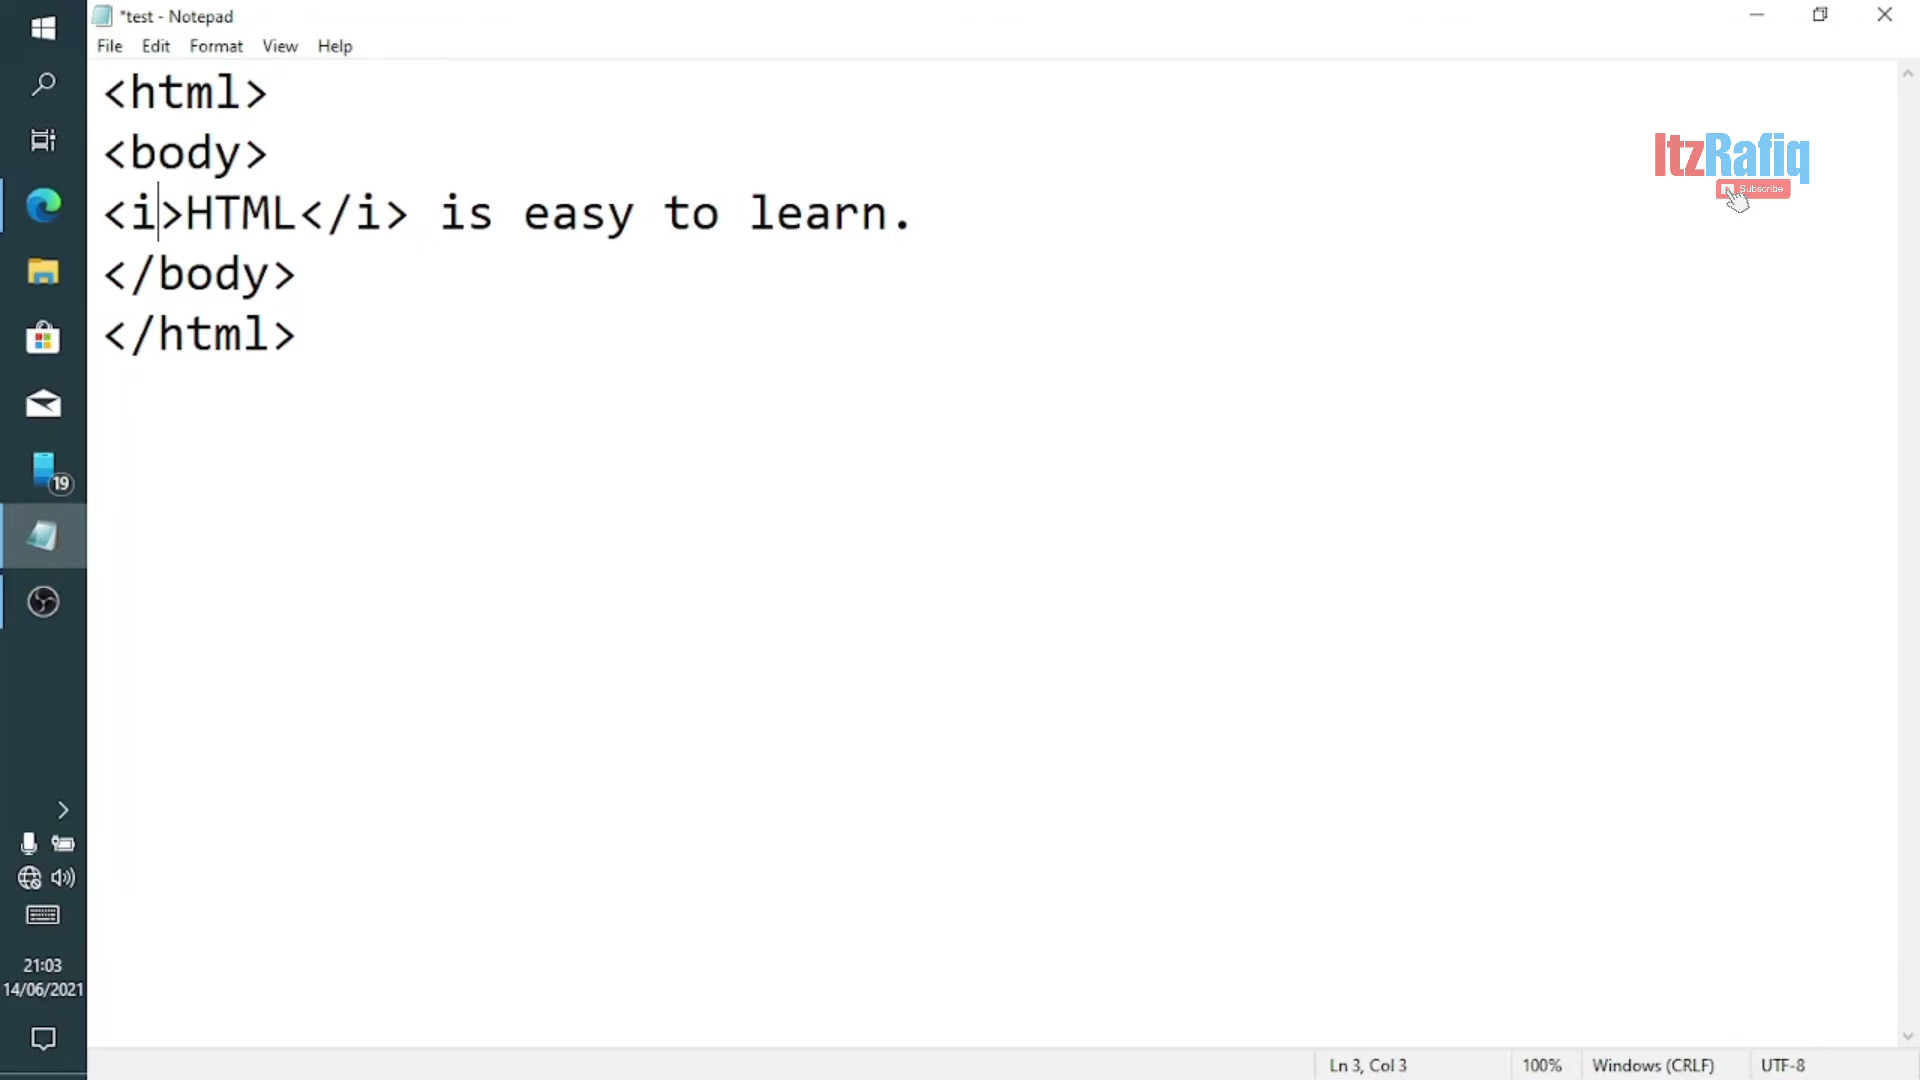 *test - Notepad
File Edit Format View Help
<html>
<body>
<i>HTML</i> is easy to learn.
</body>
</html>
ItzRafiq
Subscribe
19
21:03
14/06/2021
Ln 3, Col 3 100% Windows (CRLF) UTF-8